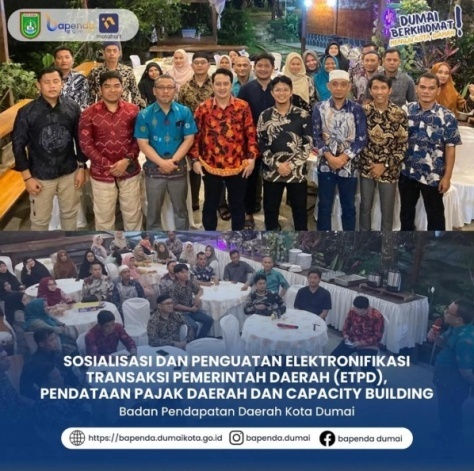 bapenda
DUMAI
BERKHIDMAT
SOSIALISASI DAN PENGUATAN ELEKTRONIFIKASI
TRANSAKSI PEMERINTAH DAERAH (ETPD),
PENDATAAN PAJAK DAERAH DAN CAPACITY BUILDING
Badan Pendapatan Daerah Kota Dumai
https://bapenda.dumaikota.go.id
bapenda.dumai
bapenda dumai